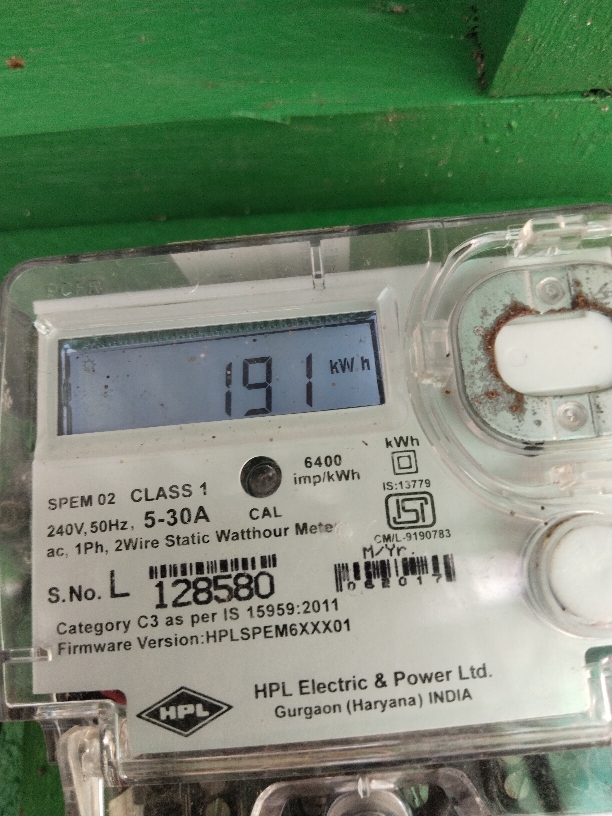 191 kWh
6400
imp/kWh
kWh
IS:13779
ISI
CM/L-9190783
SPEM 02 CLASS 1
240V, 50Hz, 5-30A
CAL
ac, 1Ph, 2Wire Static Watthour Meter
M/Yr.
S.No. L 128580
062017
Category C3 as per IS 15959:2011
Firmware Version:HPLSPEM6XXX01
HPL
HPL Electric & Power Ltd.
Gurgaon (Haryana) INDIA